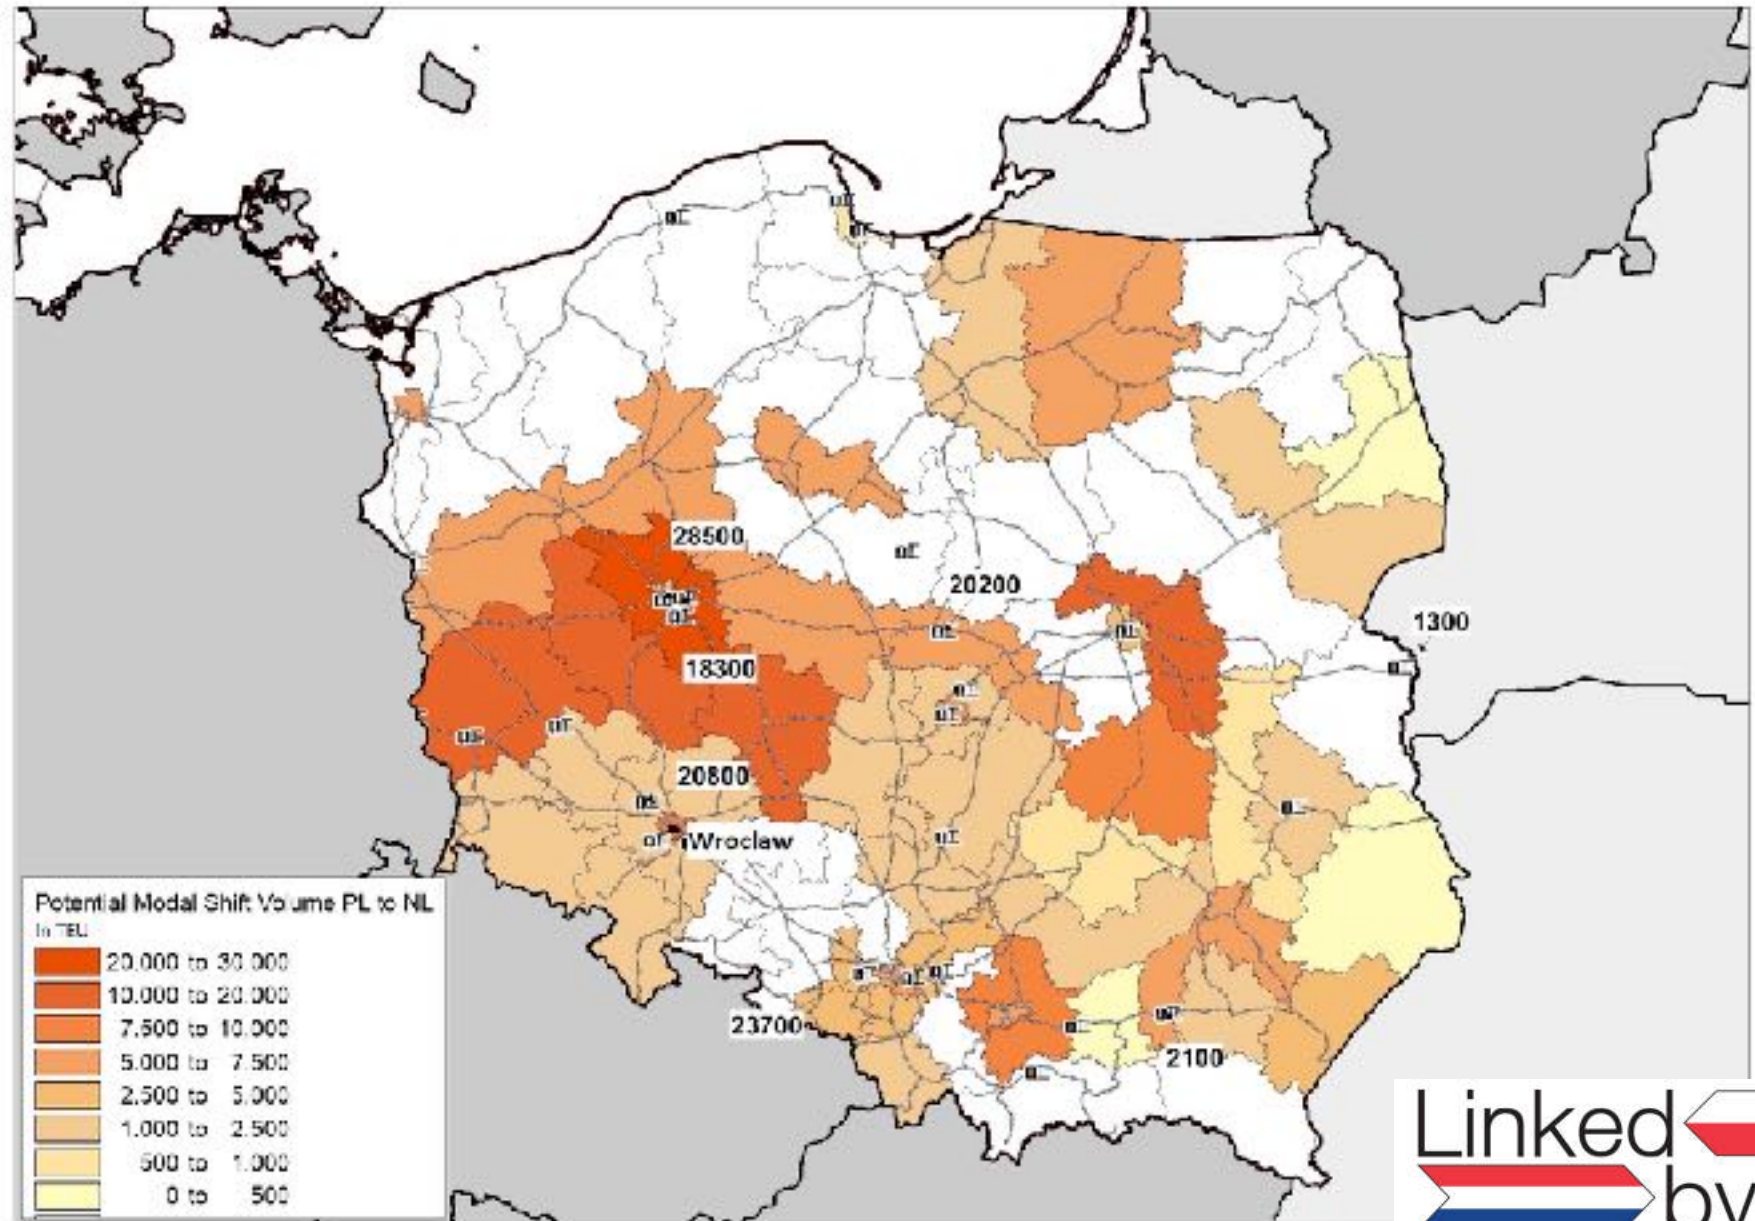 28500
20200
1300
18300
20800
Wroclaw
Potential Modal Shift Volume PL to NL
In TEU
20.000 to 30.000
10.000 to 20.000
7.500 to 10.000
5.000 to 7.500
2.500 to 5.000
1.000 to 2.500
500 to 1.000
0 to 500
23700
2100
Linked
by